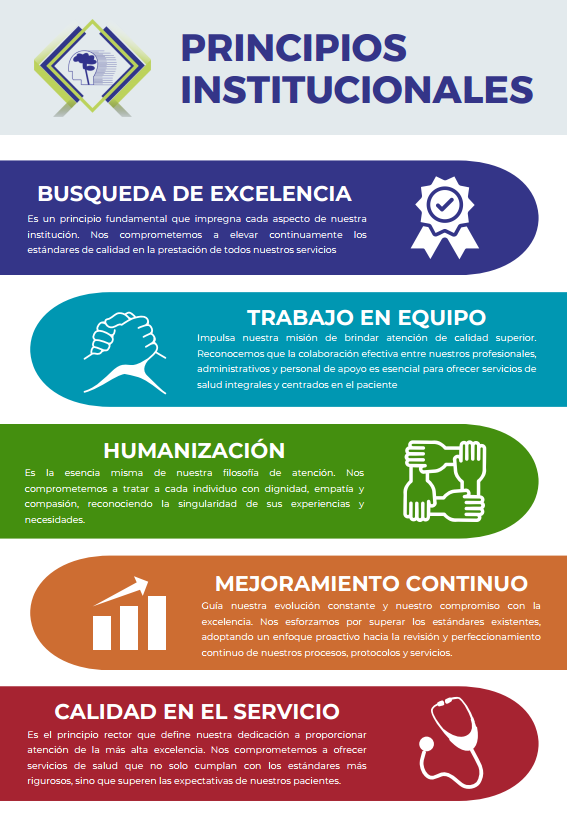 PRINCIPIOS
INSTITUCIONALES
BUSQUEDA DE EXCELENCIA
Es un principio fundamental que impregna cada aspecto de nuestra
institución. Nos comprometemos a elevar continuamente los
estándares de calidad en la prestación de todos nuestros servicios
TRABAJO EN EQUIPO
Impulsa nuestra misión de brindar atención de calidad superior.
Reconocemos que la colaboración efectiva entre nuestros profesionales,
administrativos y personal de apoyo es esencial para ofrecer servicios de
salud integrales y centrados en el paciente
HUMANIZACIÓN
Es la esencia misma de nuestra filosofía de atención. Nos
comprometemos a tratar a cada individuo con dignidad, empatía y
compasión, reconociendo la singularidad de sus experiencias y
necesidades.
MEJORAMIENTO CONTINUO
Guía nuestra evolución constante y nuestro compromiso con la
excelencia. Nos esforzamos por superar los estándares existentes,
adoptando un enfoque proactivo hacia la revisión y perfeccionamiento
continuo de nuestros procesos, protocolos y servicios.
CALIDAD EN EL SERVICIO
Es el principio rector que define nuestra dedicación a proporcionar
atención de la más alta excelencia. Nos comprometemos a ofrecer
servicios de salud que no solo cumplan con los estándares más
rigurosos, sino que superen las expectativas de nuestros pacientes.